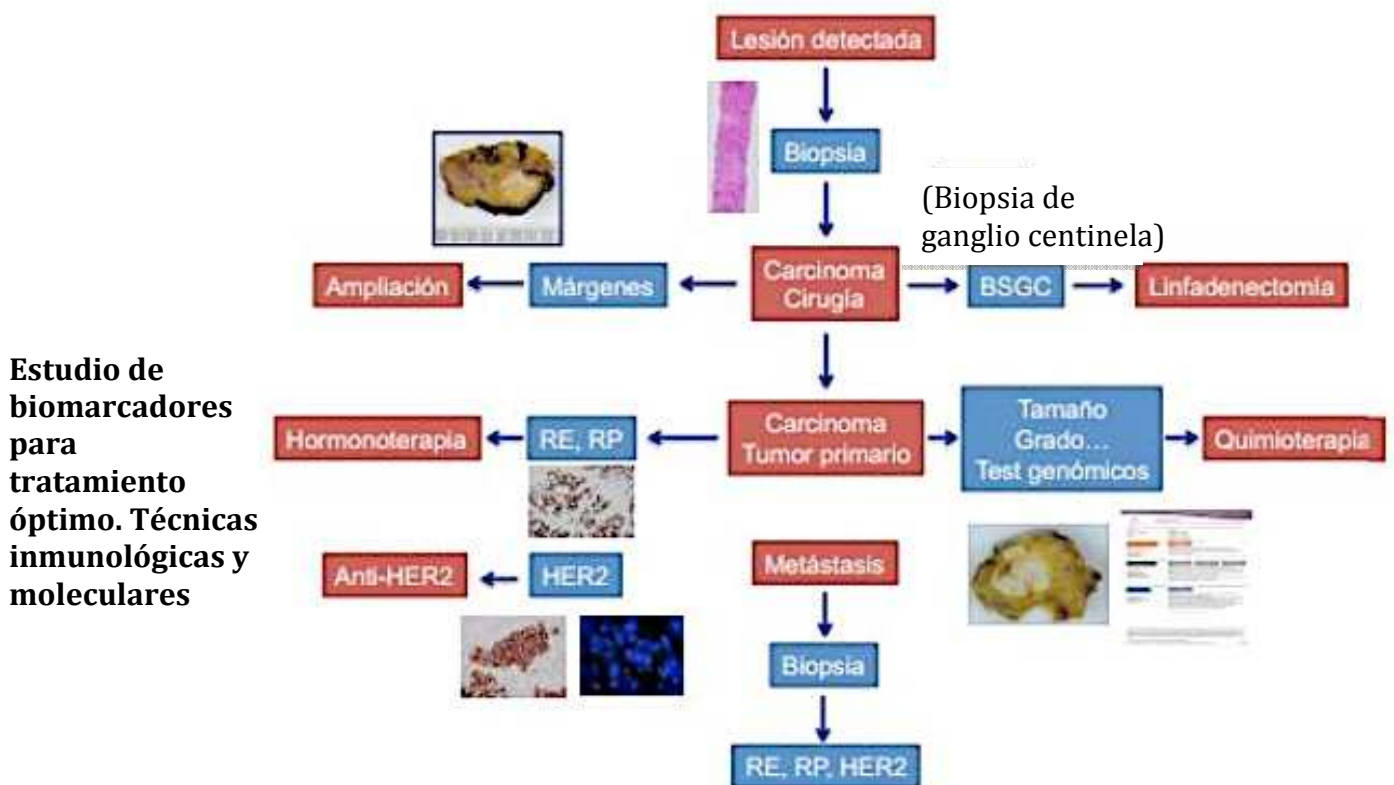 Lesión detectada
Biopsia
(Biopsia de
ganglio centinela)
Ampliación
Márgenes
Carcinoma
Cirugía
BSGC
Linfadenectomía
Estudio de
biomarcadores
para
tratamiento
óptimo. Técnicas
inmunológicas y
moleculares
Hormonoterapia
RE, RP
Carcinoma
Tumor primario
Tamaño
Grado...
Test genómicos
Quimioterapia
Anti-HER2
HER2
Metástasis
Biopsia
RE, RP, HER2